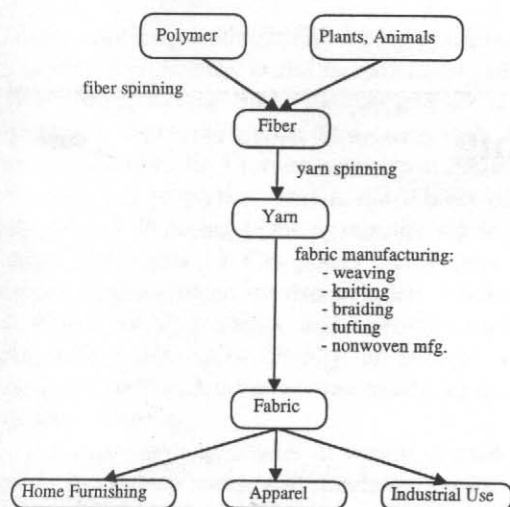 Polymer
Plants, Animals
fiber spinning
Fiber
yarn spinning
Yarn
fabric manufacturing:
- weaving
- knitting
- braiding
- tufting
- nonwoven mfg.
Fabric
Home Furnishing
Apparel
Industrial Use